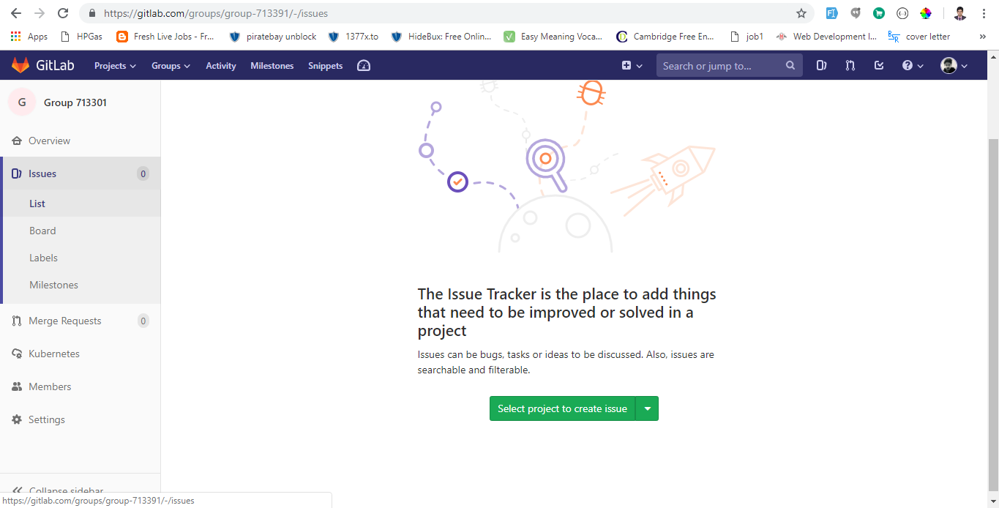 https://gitlab.com/groups/group-713391/-/issues
Apps HPGas Fresh Live Jobs - Fr... piratebay unblock 1377x.to HideBux: Free Onlin... Easy Meaning Voca... Cambridge Free En... job1 Web Development I... cover letter »
GitLab Projects Groups Activity Milestones Snippets Search or jump to...
G Group 713301
Overview
Issues 0
List
Board
Labels
Milestones
Merge Requests 0
Kubernetes
Members
Settings
Collapse sidebar
The Issue Tracker is the place to add things
that need to be improved or solved in a
project
Issues can be bugs, tasks or ideas to be discussed. Also, issues are
searchable and filterable.
Select project to create issue
https://gitlab.com/groups/group-713391/-/issues